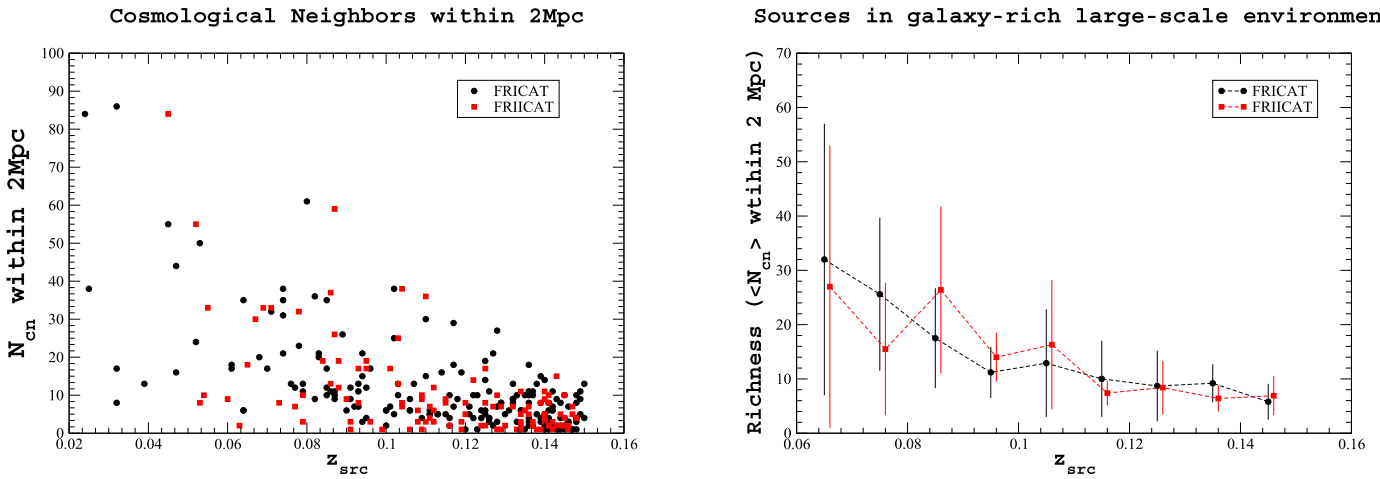 Cosmological Neighbors within 2Mpc
N_cn within 2Mpc
100
90
80
70
60
50
40
30
20
10
0
FRICAT
FRIICAT
0.02 0.04 0.06 0.08 0.1 0.12 0.14 0.16
z_src
Sources in galaxy-rich large-scale environmen
Richness (<N_cn> wtihin 2 Mpc)
70
60
50
40
30
20
10
0
FRICAT
FRIICAT
0.06 0.08 0.1 0.12 0.14 0.16
z_src